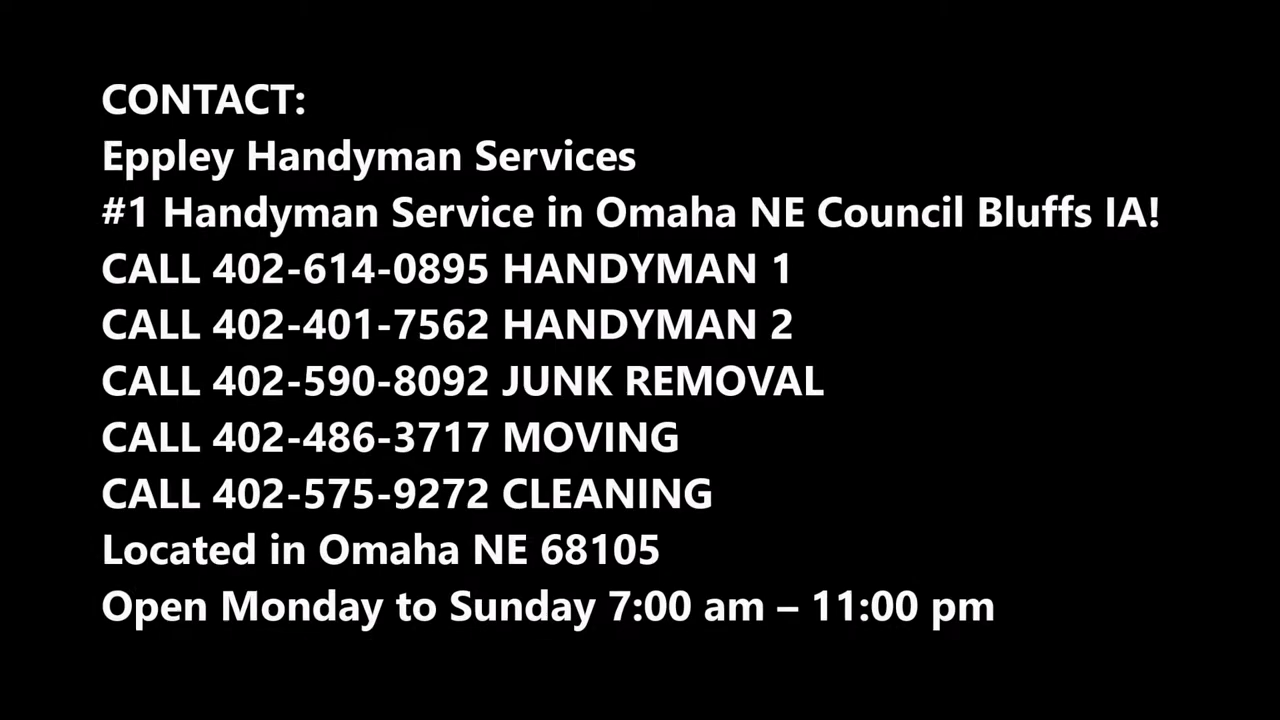 CONTACT:
Eppley Handyman Services
#1 Handyman Service in Omaha NE Council Bluffs IA!
CALL 402-614-0895 HANDYMAN 1
CALL 402-401-7562 HANDYMAN 2
CALL 402-590-8092 JUNK REMOVAL
CALL 402-486-3717 MOVING
CALL 402-575-9272 CLEANING
Located in Omaha NE 68105
Open Monday to Sunday 7:00 am – 11:00 pm